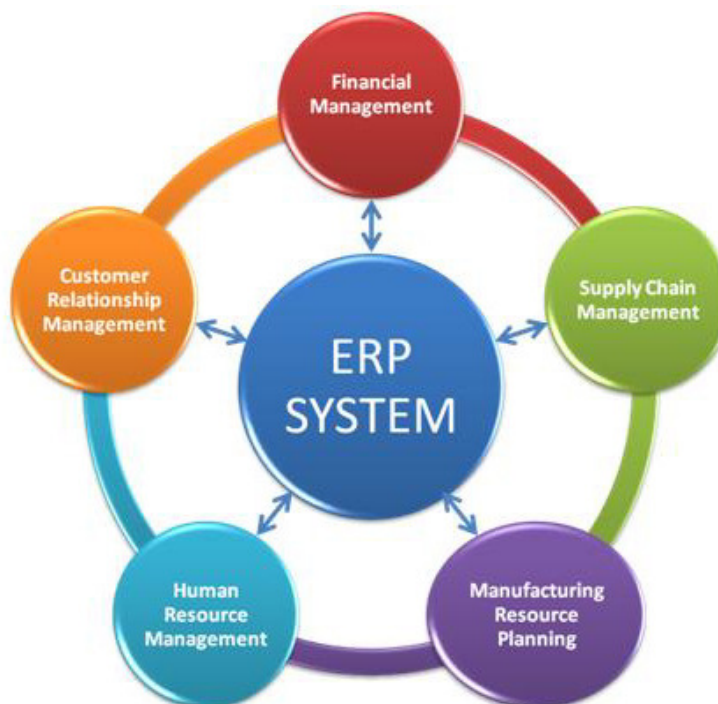 Financial
Management
Customer
Relationship
Management
Supply Chain
Management
ERP
SYSTEM
Human
Resource
Management
Manufacturing
Resource
Planning